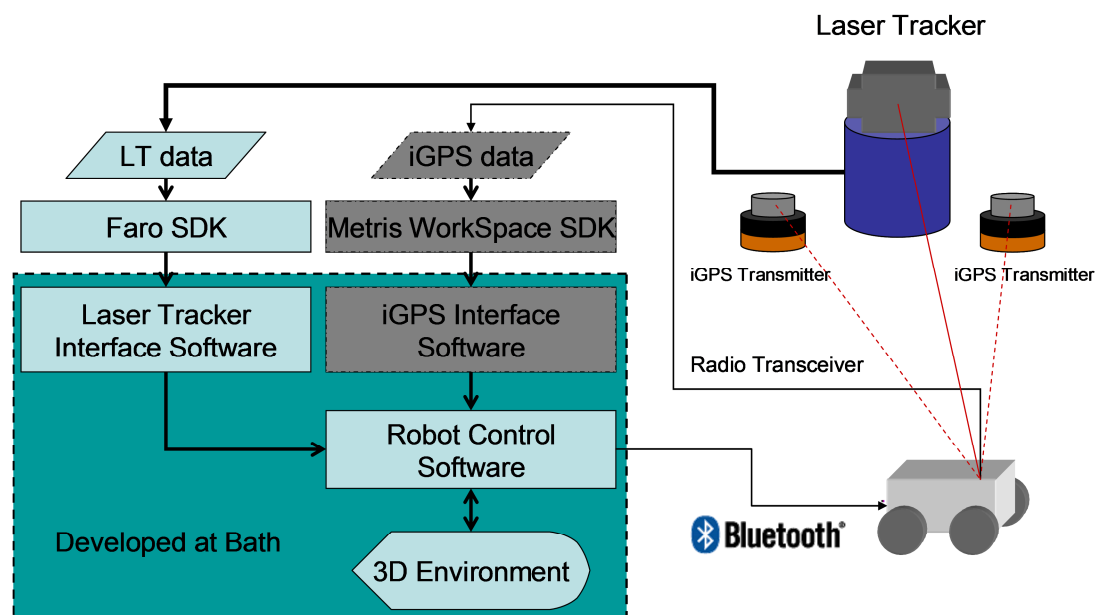 Laser Tracker
LT data
iGPS data
Faro SDK
Metris WorkSpace SDK
iGPS Transmitter
iGPS Transmitter
Laser Tracker
Interface Software
iGPS Interface
Software
Radio Transceiver
Robot Control
Software
Bluetooth®
Developed at Bath
3D Environment